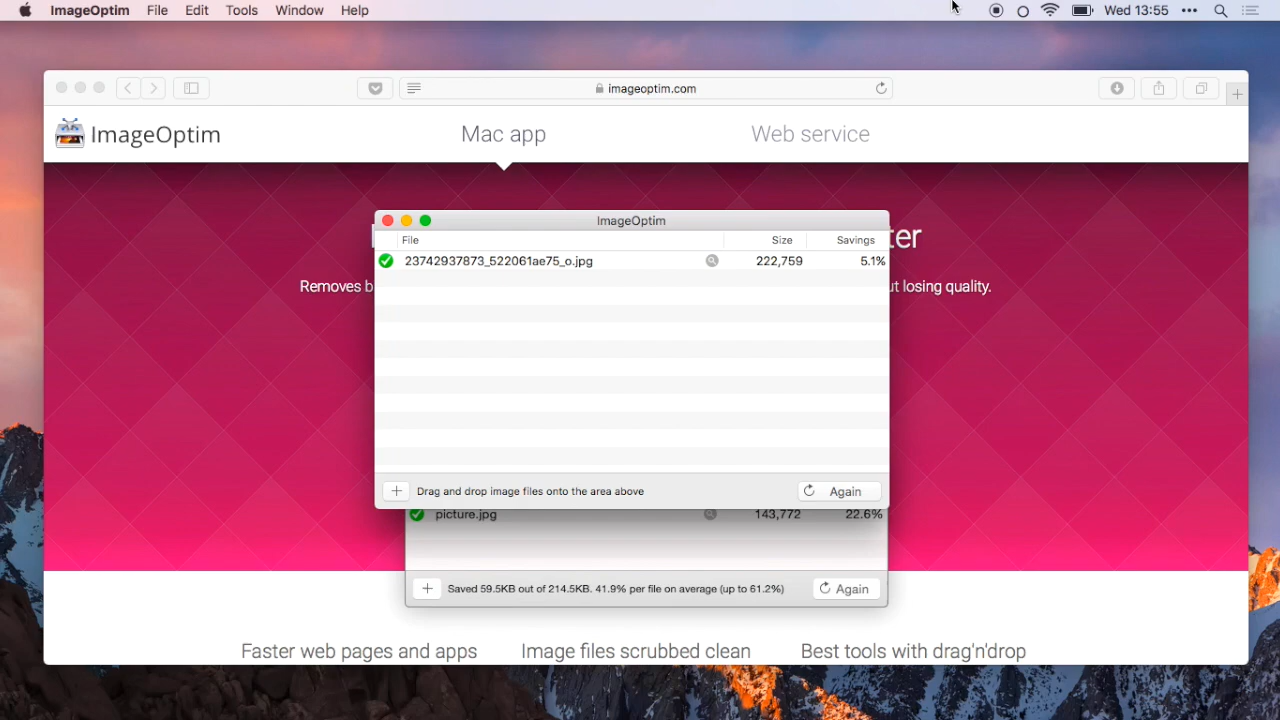 ImageOptim File Edit Tools Window Help Wed 13:55
imageoptim.com
ImageOptim Mac app Web service
ImageOptim
ter
File Size Savings
23742937873_522061ae75_o.jpg 222,759 5.1%
Removes b
ut losing quality.
Drag and drop image files onto the area above Again
picture.jpg 143,772 22.6%
Saved 59.5KB out of 214.5KB. 41.9% per file on average (up to 61.2%) Again
Faster web pages and apps Image files scrubbed clean Best tools with drag'n'drop